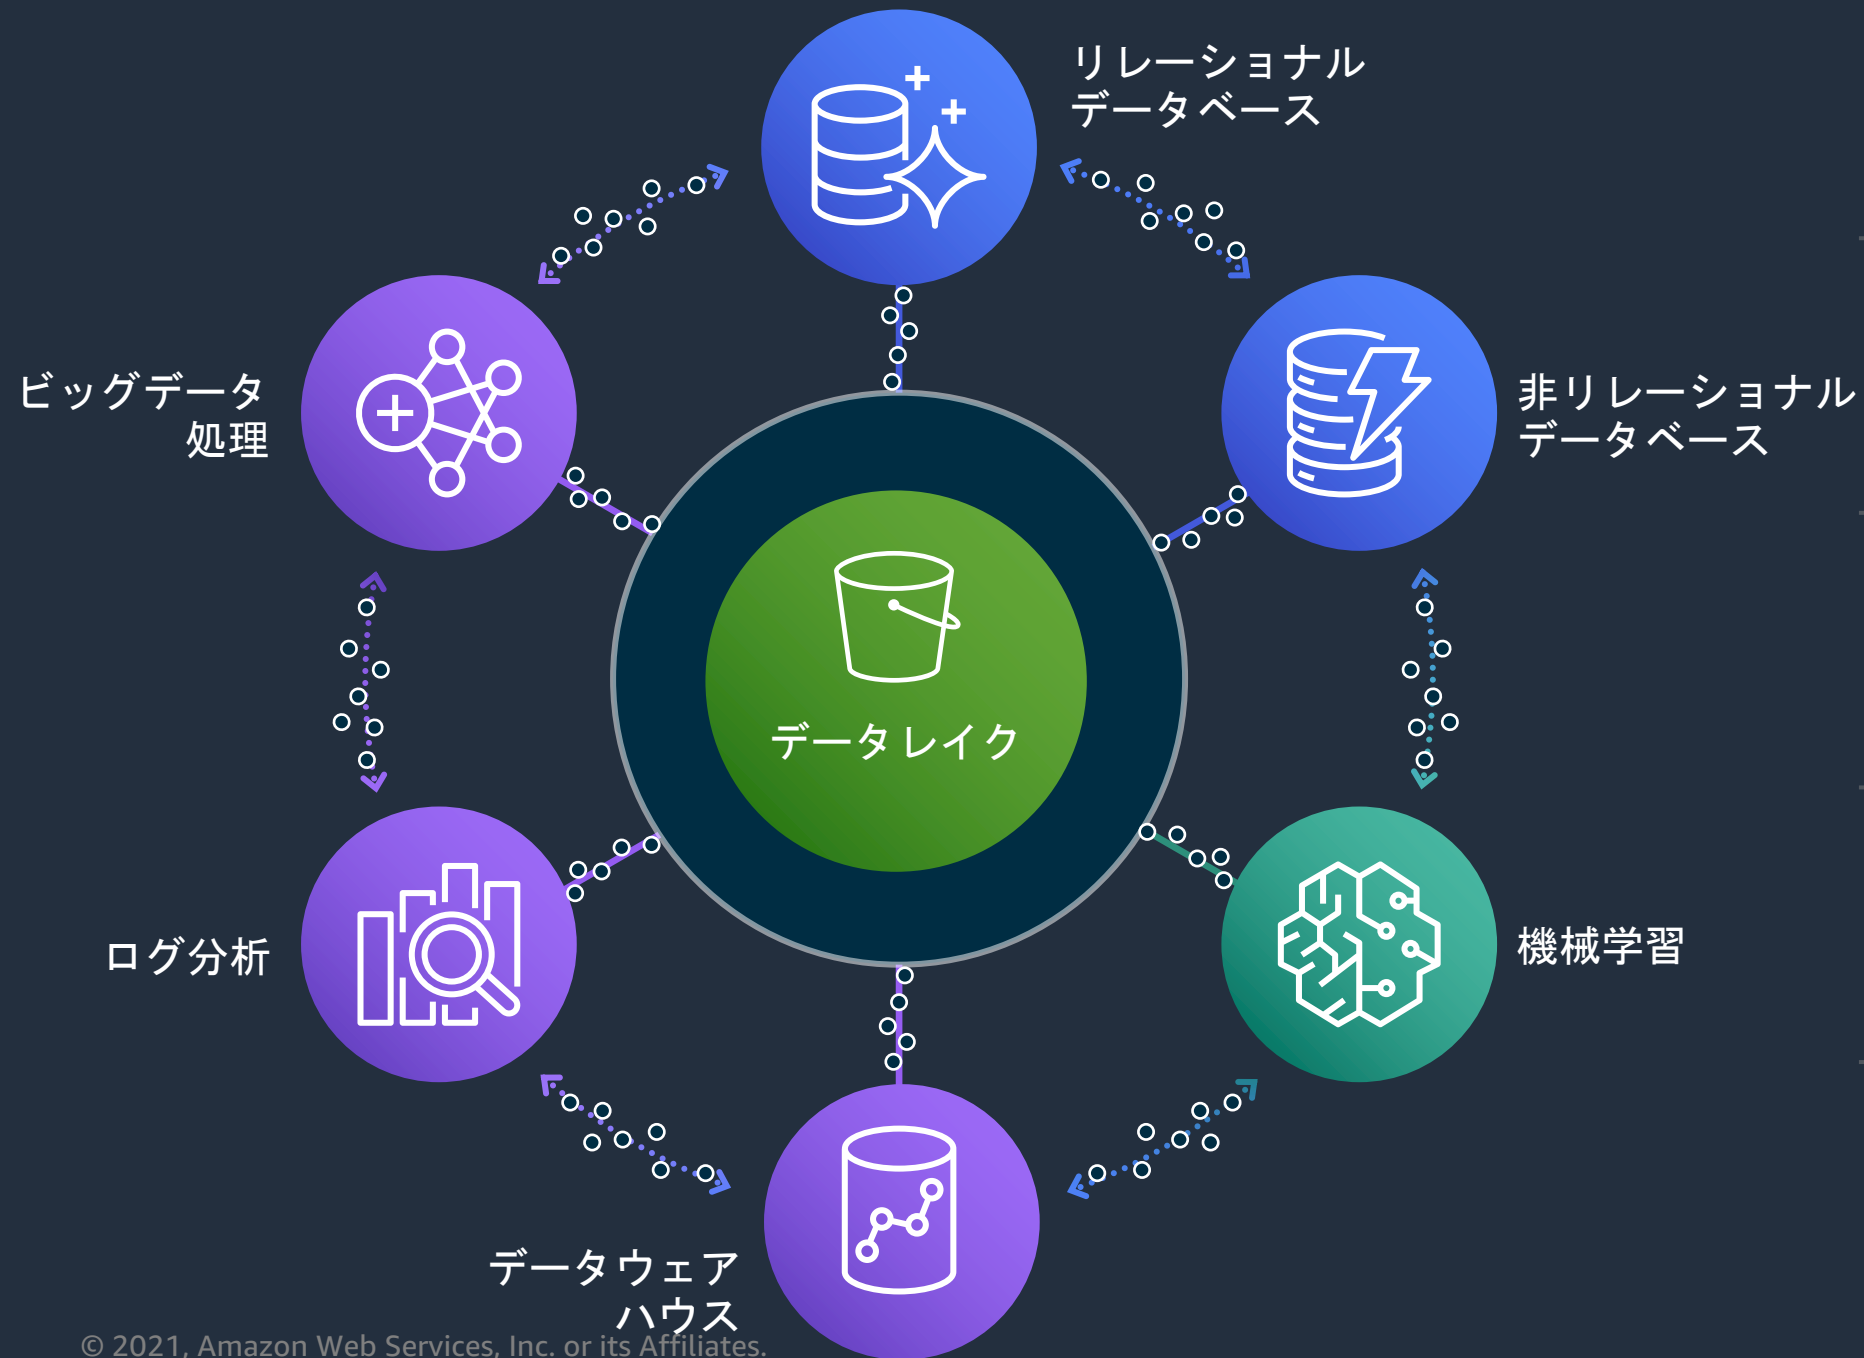 リレーショナル
データベース
ビッグデータ
処理
非リレーショナル
データベース
データレイク
ログ分析
機械学習
データウェア
ハウス
© 2021, Amazon Web Services, Inc. or its Affiliates.